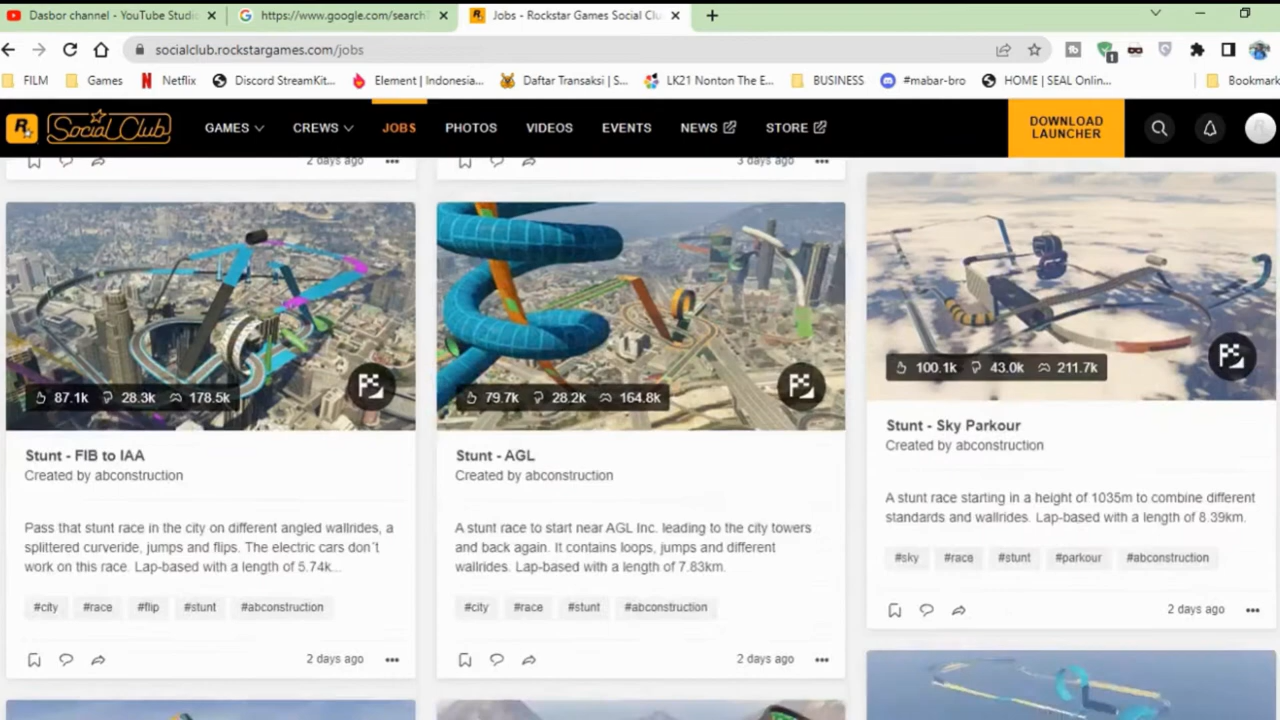 Dasbor channel - YouTube Studi
https://www.google.com/search?
Jobs - Rockstar Games Social Clu
socialclub.rockstargames.com/jobs
1
FILM
Games
Netflix
Discord StreamKit...
Element | Indonesia...
Daftar Transaksi | S...
LK21 Nonton The E...
BUSINESS
#mabar-bro
HOME | SEAL Onlin...
Bookmark
R
Social Club
GAMES
CREWS
JOBS
PHOTOS
VIDEOS
EVENTS
NEWS
STORE
DOWNLOAD
LAUNCHER
2 days ago
3 days ago
87.1k 28.3k 178.5k
Stunt - FIB to IAA
Created by abconstruction
Pass that stunt race in the city on different angled wallrides, a
splittered curveride, jumps and flips. The electric cars don´t
work on this race. Lap-based with a length of 5.74k...
#city #race #flip #stunt #abconstruction
2 days ago
79.7k 28.2k 164.8k
Stunt - AGL
Created by abconstruction
A stunt race to start near AGL Inc. leading to the city towers
and back again. It contains loops, jumps and different
wallrides. Lap-based with a length of 7.83km.
#city #race #stunt #abconstruction
2 days ago
100.1k 43.0k 211.7k
Stunt - Sky Parkour
Created by abconstruction
A stunt race starting in a height of 1035m to combine different
standards and wallrides. Lap-based with a length of 8.39km.
#sky #race #stunt #parkour #abconstruction
2 days ago